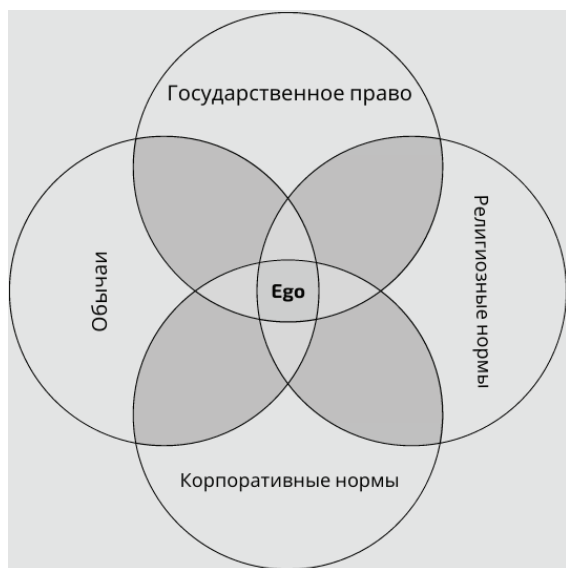 Государственное право
Обычаи
Ego
Религиозные нормы
Корпоративные нормы